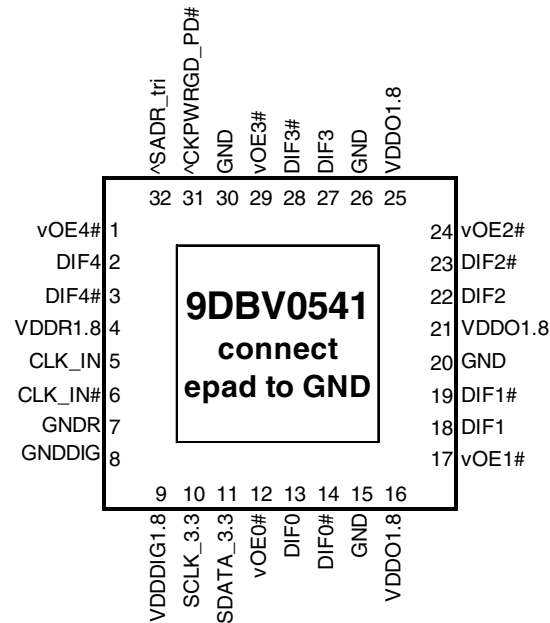 ^SADR_tri
^CKPWRGD_PD#
GND
vOE3#
DIF3#
DIF3
GND
VDDO1.8
32 31 30 29 28 27 26 25
vOE4# 1
DIF4 2
DIF4# 3
VDDR1.8 4
CLK_IN 5
CLK_IN# 6
GNDR 7
GNDDIG 8
9DBV0541
connect
epad to GND
24 vOE2#
23 DIF2#
22 DIF2
21 VDDO1.8
20 GND
19 DIF1#
18 DIF1
17 vOE1#
9 10 11 12 13 14 15 16
VDDDIG1.8
SCLK_3.3
SDATA_3.3
vOE0#
DIF0
DIF0#
GND
VDDO1.8